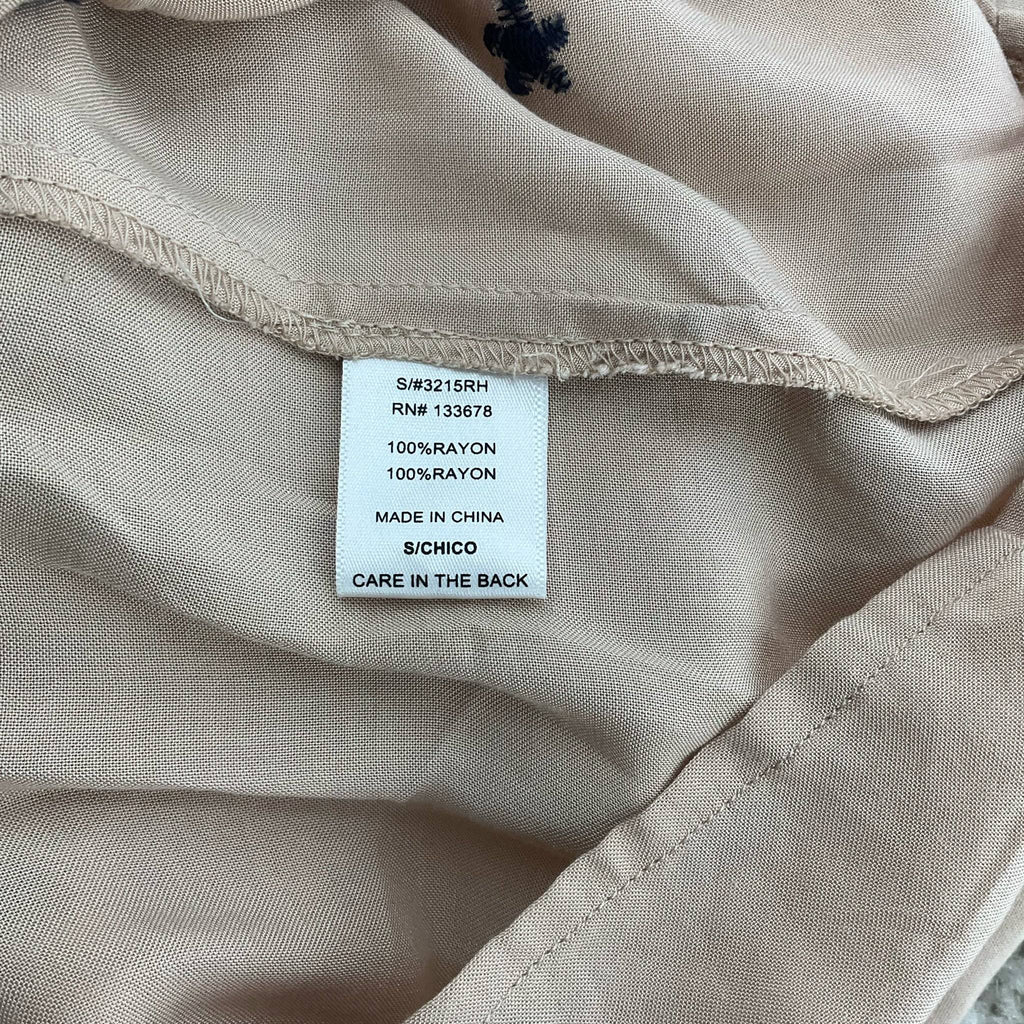 S/#3215RH
RN# 133678
100%RAYON
100%RAYON
MADE IN CHINA
S/CHICO
CARE IN THE BACK